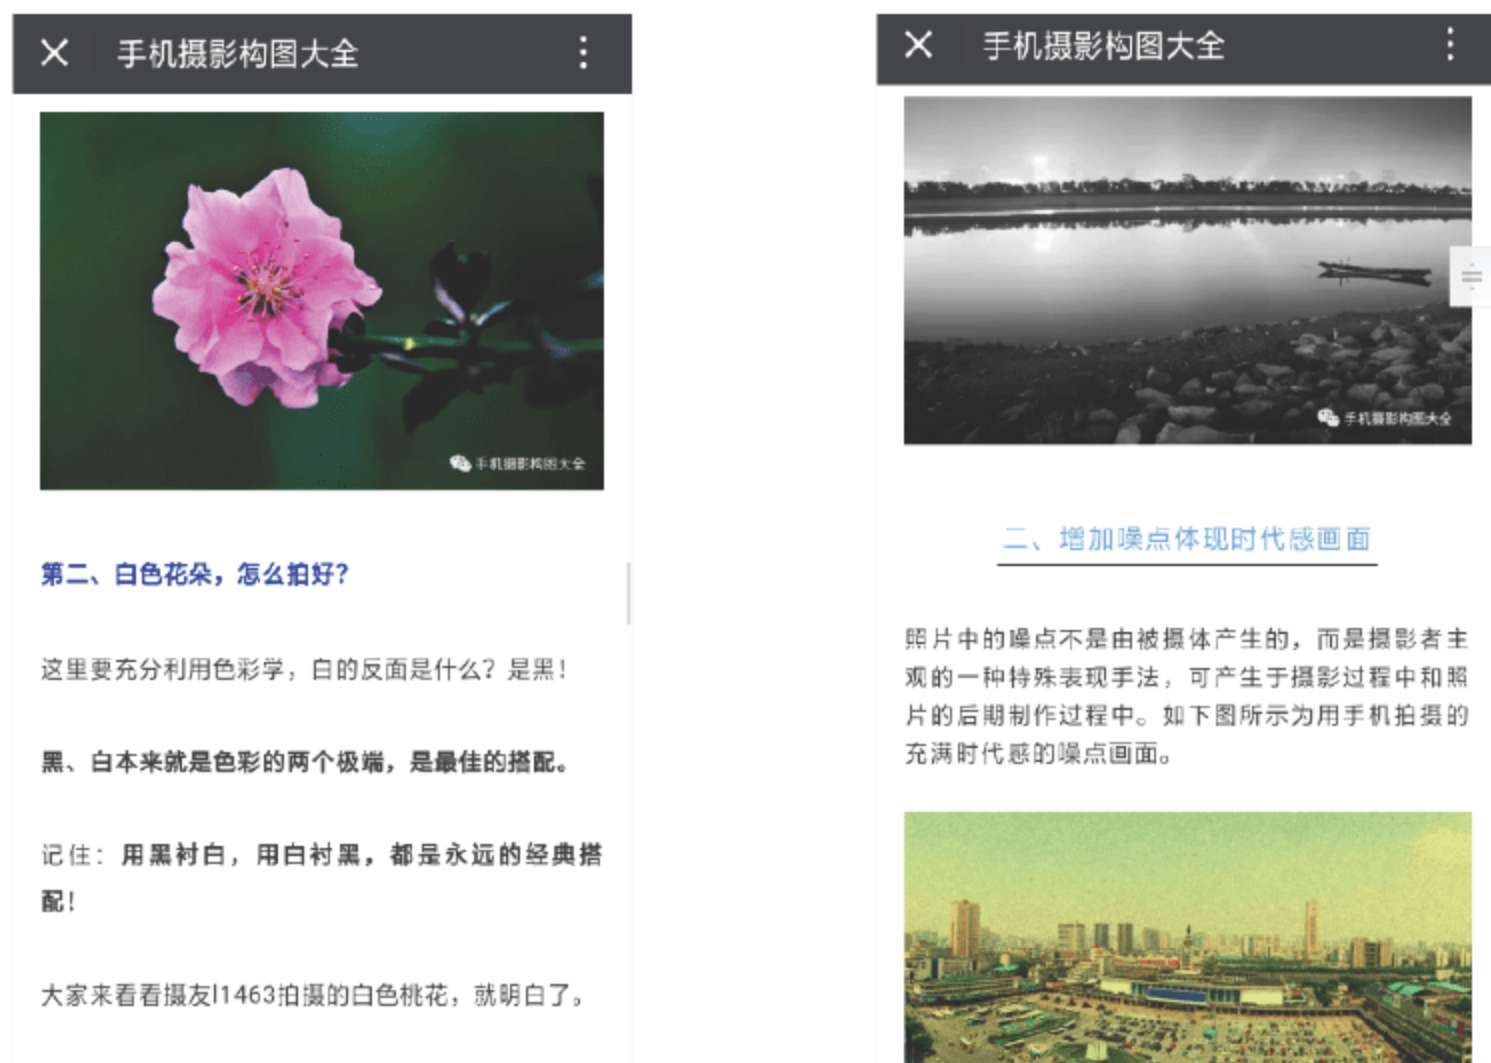 手机摄影构图大全
手机摄影构图大全
第二、白色花朵，怎么拍好？
这里要充分利用色彩学，白的反面是什么？是黑！
黑、白本来就是色彩的两个极端，是最佳的搭配。
记住：用黑衬白，用白衬黑，都是永远的经典搭
配！
大家来看看摄友l1463拍摄的白色桃花，就明白了。
手机摄影构图大全
手机摄影构图大全
二、增加噪点体现时代感画面
照片中的噪点不是由被摄体产生的，而是摄影者主
观的一种特殊表现手法，可产生于摄影过程中和照
片的后期制作过程中。如下图所示为用手机拍摄的
充满时代感的噪点画面。